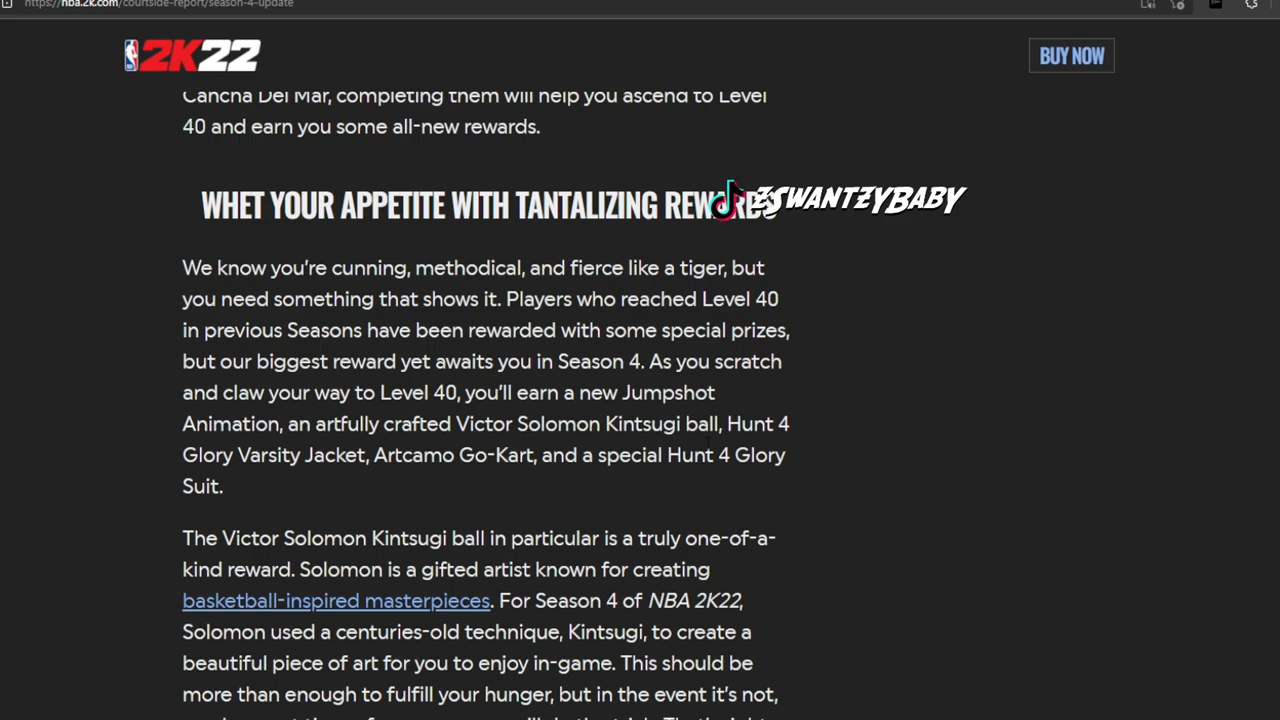 https://nba.2k.com/courtside-report/season-4-update
2K22
BUY NOW
Cancha Del Mar, completing them will help you ascend to Level
40 and earn you some all-new rewards.
WHET YOUR APPETITE WITH TANTALIZING REWARDS
ZSWANTZYBABY
We know you're cunning, methodical, and fierce like a tiger, but
you need something that shows it. Players who reached Level 40
in previous Seasons have been rewarded with some special prizes,
but our biggest reward yet awaits you in Season 4. As you scratch
and claw your way to Level 40, you'll earn a new Jumpshot
Animation, an artfully crafted Victor Solomon Kintsugi ball, Hunt 4
Glory Varsity Jacket, Artcamo Go-Kart, and a special Hunt 4 Glory
Suit.
The Victor Solomon Kintsugi ball in particular is a truly one-of-a-
kind reward. Solomon is a gifted artist known for creating
basketball-inspired masterpieces. For Season 4 of NBA 2K22,
Solomon used a centuries-old technique, Kintsugi, to create a
beautiful piece of art for you to enjoy in-game. This should be
more than enough to fulfill your hunger, but in the event it's not,